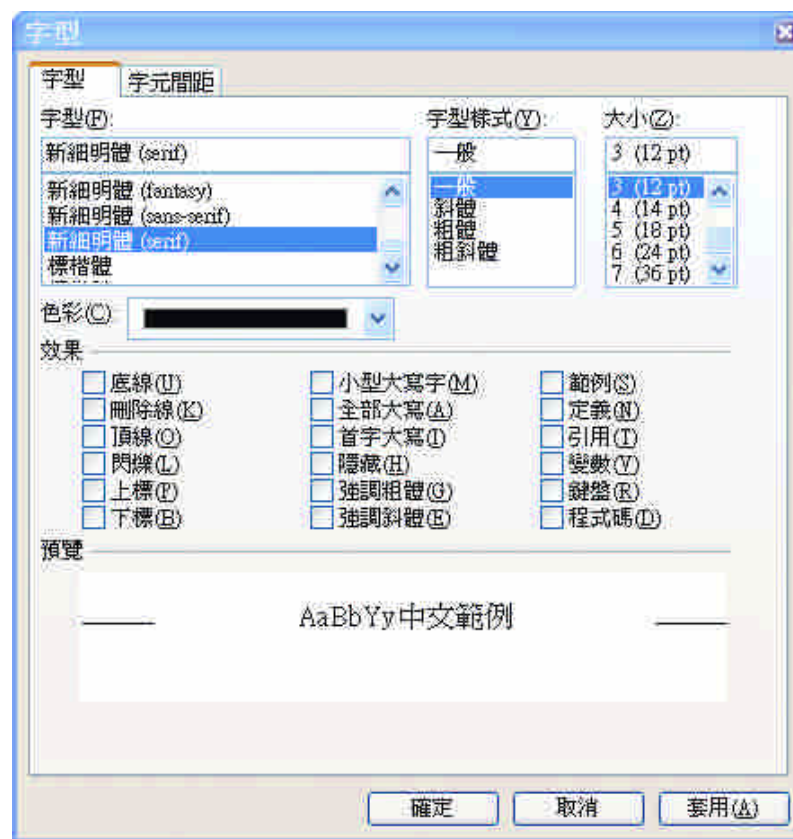 字型
字型 字元間距
字型(F): 字型樣式(Y): 大小(Z):
新細明體 (serif) 一般 3 (12 pt)
新細明體 (fantasy) 一般 3 (12 pt)
新細明體 (sans-serif) 斜體 4 (14 pt)
新細明體 (serif) 粗體 5 (18 pt)
標楷體 粗斜體 6 (24 pt)
7 (36 pt)
色彩(C)
效果
底線(U) 小型大寫字(M) 範例(S)
刪除線(K) 全部大寫(A) 定義(N)
頂線(O) 首字大寫(I) 引用(T)
閃爍(L) 隱藏(H) 變數(V)
上標(P) 強調粗體(G) 鍵盤(R)
下標(B) 強調斜體(E) 程式碼(D)
預覽
AaBbYy中文範例
確定 取消 套用(A)